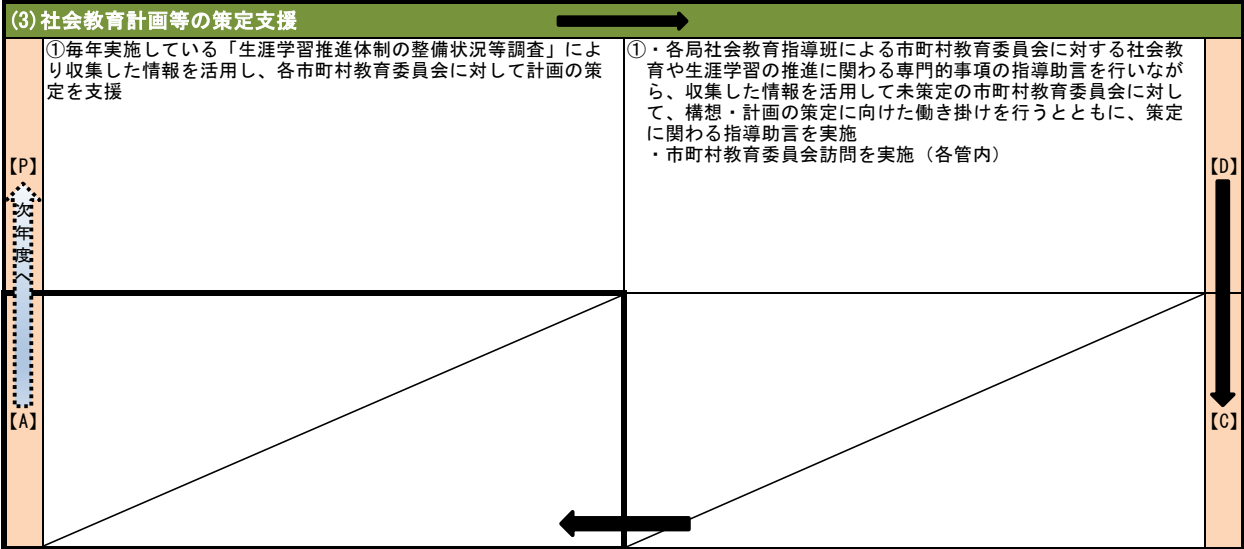 (3)社会教育計画等の策定支援
①毎年実施している「生涯学習推進体制の整備状況等調査」によ
り収集した情報を活用し、各市町村教育委員会に対して計画の策
定を支援
①・各局社会教育指導班による市町村教育委員会に対する社会教
育や生涯学習の推進に関わる専門的事項の指導助言を行いなが
ら、収集した情報を活用して未策定の市町村教育委員会に対し
て、構想・計画の策定に向けた働き掛けを行うとともに、策定
に関わる指導助言を実施
・市町村教育委員会訪問を実施（各管内）
【P】
【D】
次年度へ
【A】
【C】